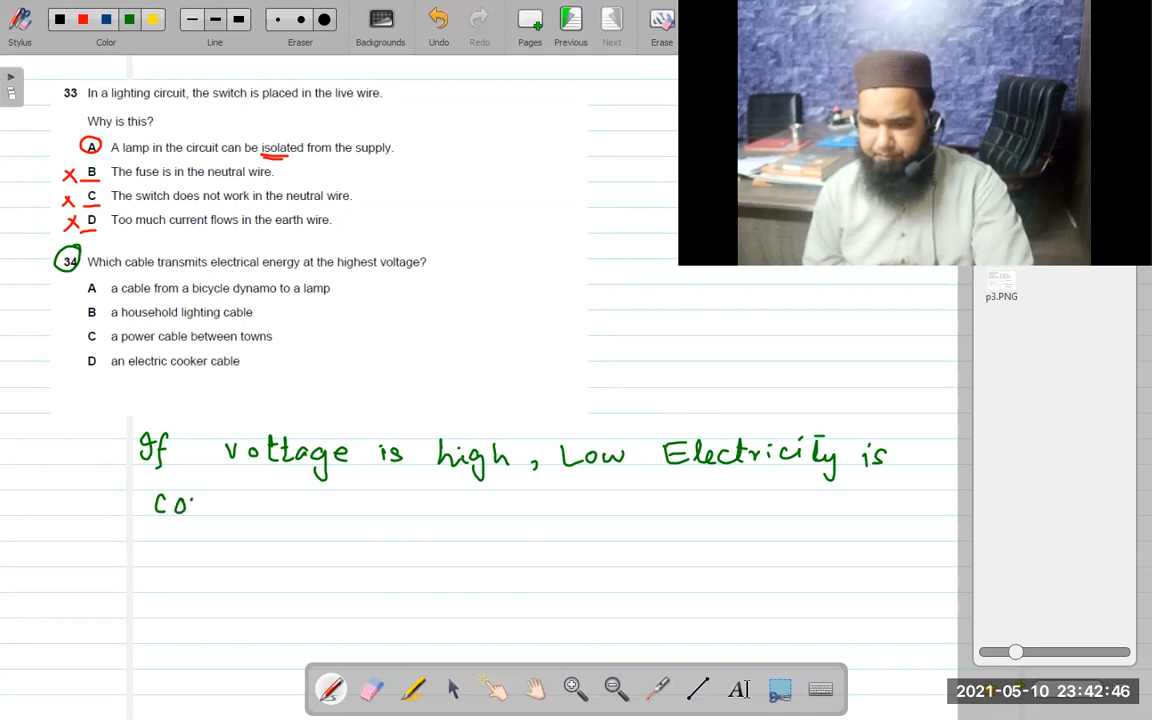 Stylus
Color
Line
Eraser
Backgrounds
Undo
Redo
Pages
Previous
Next
Erase
33 In a lighting circuit, the switch is placed in the live wire.
Why is this?
A A lamp in the circuit can be isolated from the supply.
X B The fuse is in the neutral wire.
X C The switch does not work in the neutral wire.
X D Too much current flows in the earth wire.
34 Which cable transmits electrical energy at the highest voltage?
A a cable from a bicycle dynamo to a lamp
B a household lighting cable
C a power cable between towns
D an electric cooker cable
p3.PNG
If voltage is high, Low Electricity is
co
2021-05-10 23:42:46